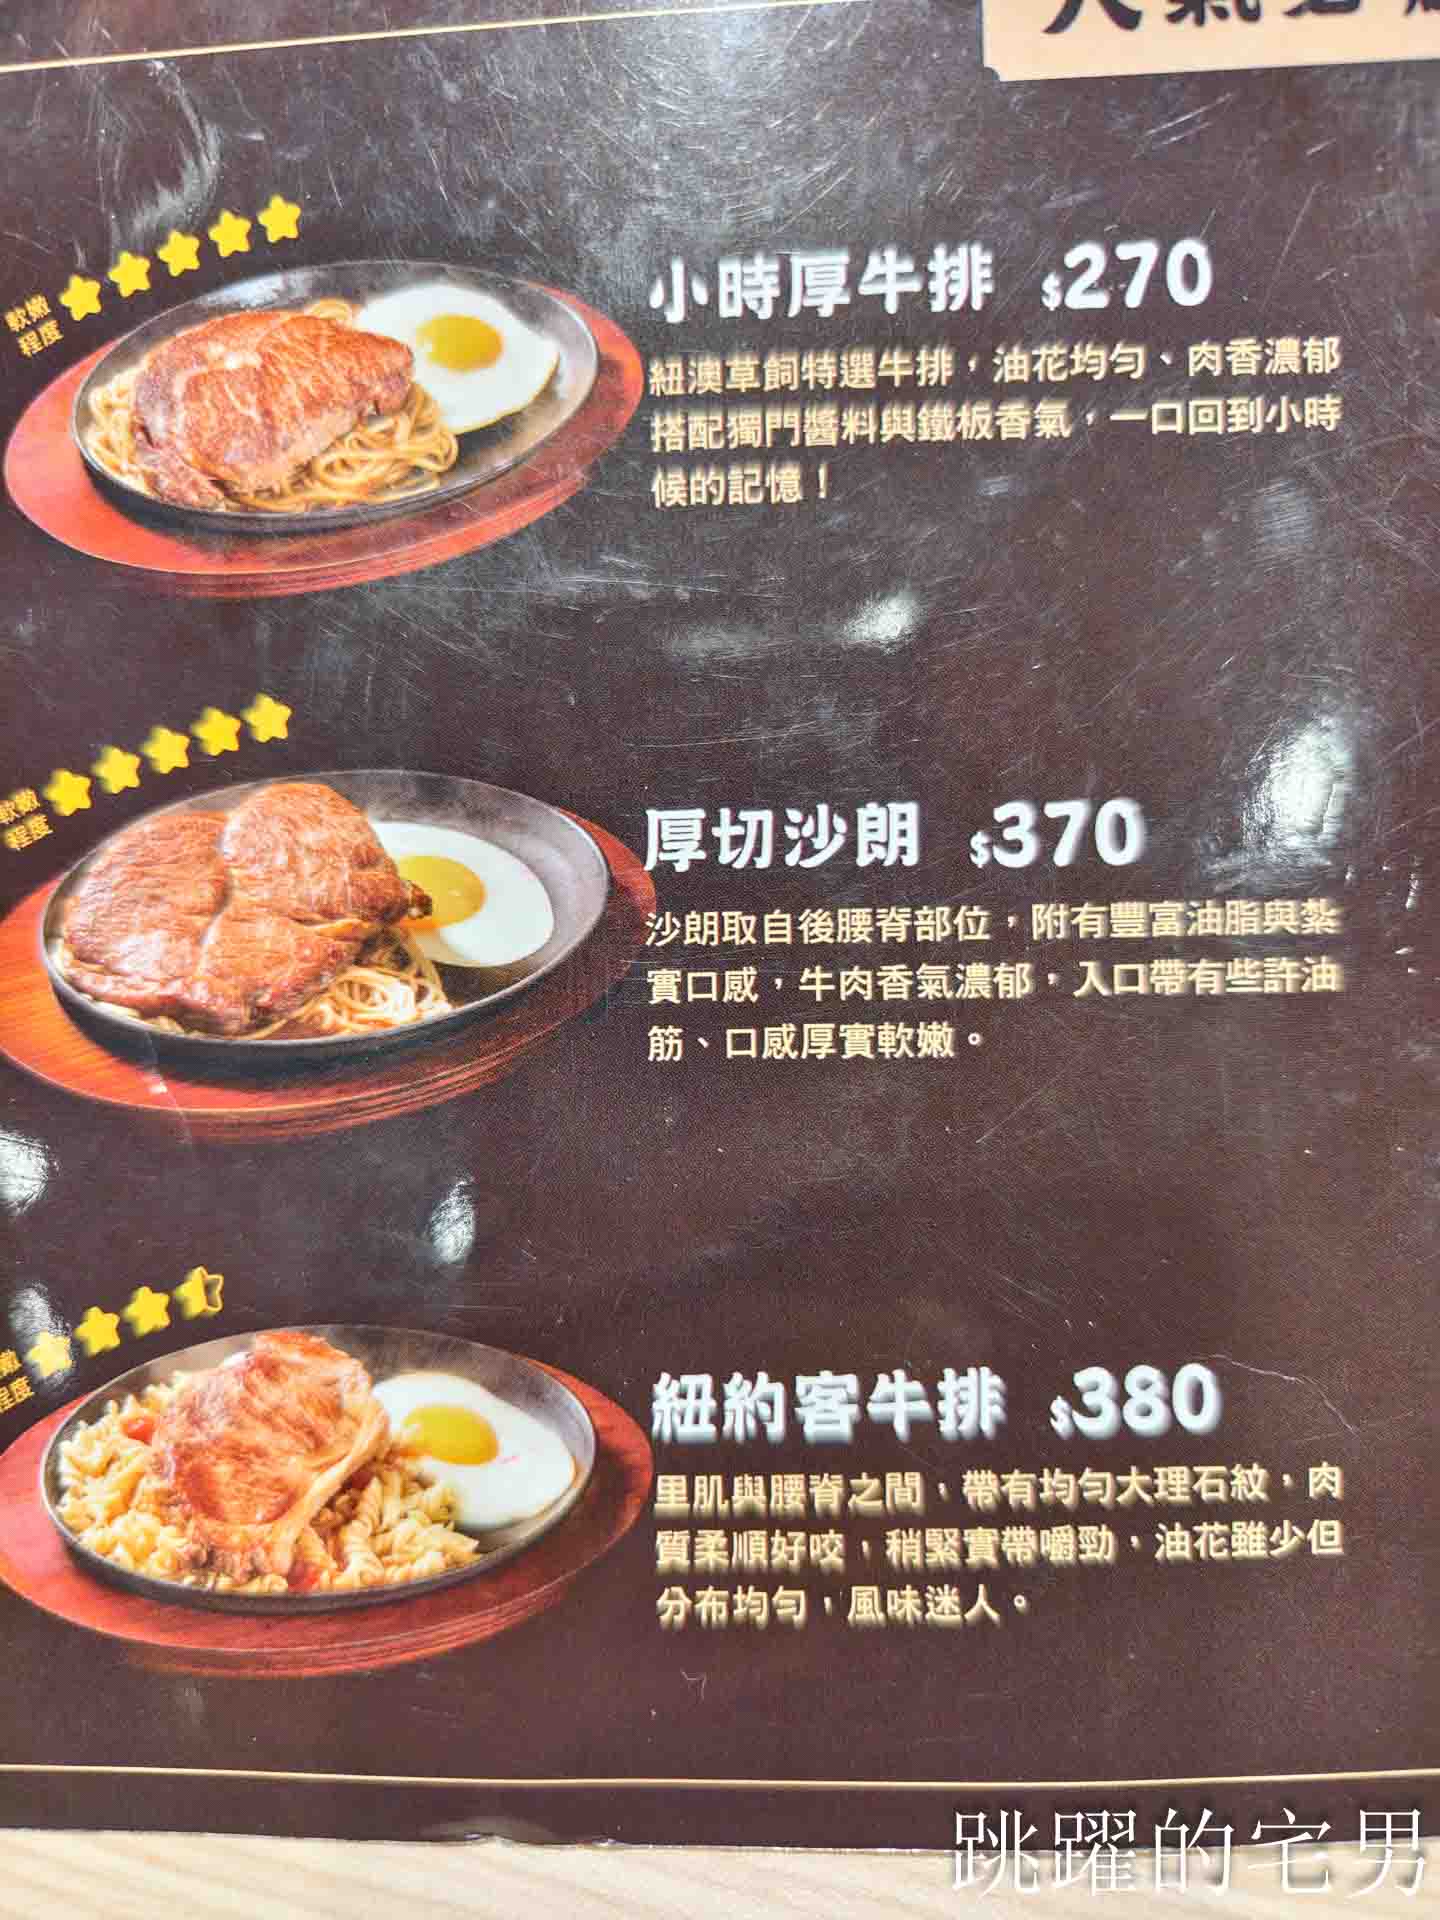 軟嫩
程度
小時厚牛排 $270
紐澳草飼特選牛排，油花均勻、肉香濃郁
搭配獨門醬料與鐵板香氣，一口回到小時
候的記憶！
軟嫩
程度
厚切沙朗 $370
沙朗取自後腰脊部位，附有豐富油脂與紮
實口感，牛肉香氣濃郁，入口帶有些許油
筋、口感厚實軟嫩。
嫩
程度
紐約客牛排 $380
里肌與腰脊之間，帶有均勻大理石紋，肉
質柔順好咬，稍緊實帶嚼勁，油花雖少但
分布均勻，風味迷人。
跳躍的宅男